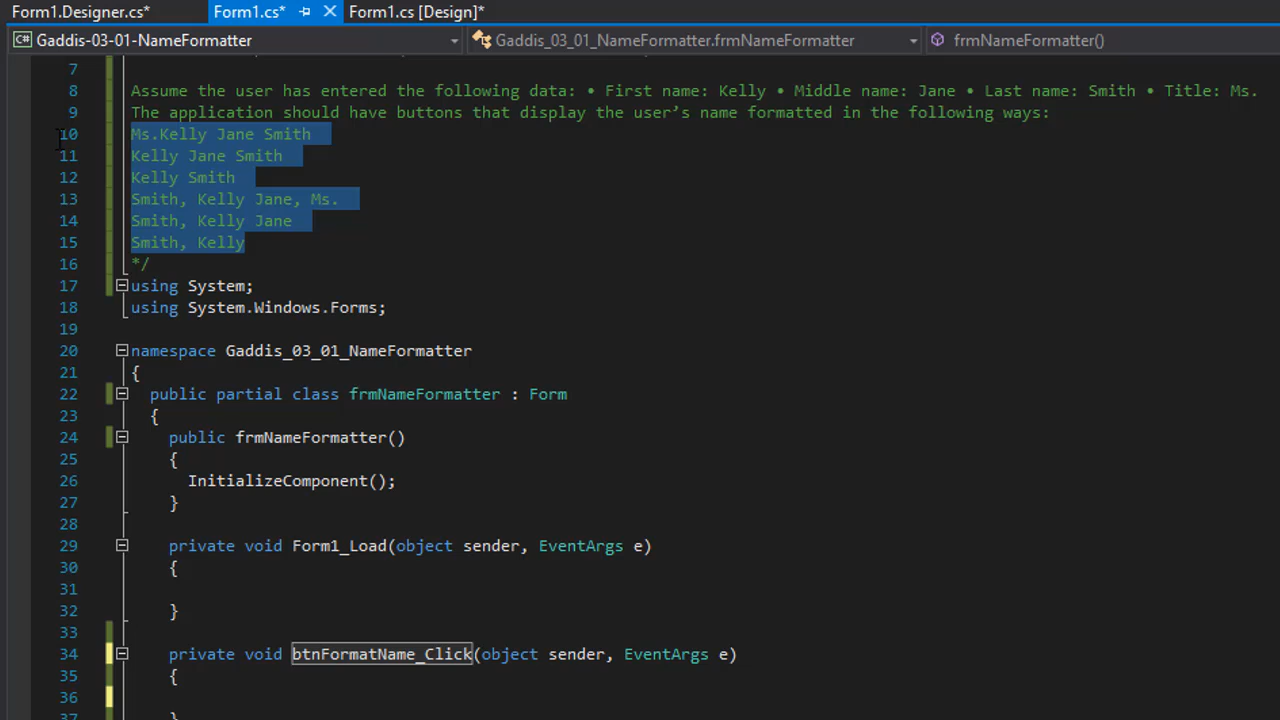 Form1.Designer.cs* Form1.cs* Form1.cs [Design]*
C# Gaddis-03-01-NameFormatter Gaddis_03_01_NameFormatter.frmNameFormatter frmNameFormatter()
7
8 Assume the user has entered the following data: • First name: Kelly • Middle name: Jane • Last name: Smith • Title: Ms.
9 The application should have buttons that display the user’s name formatted in the following ways:
10 Ms.Kelly Jane Smith
11 Kelly Jane Smith
12 Kelly Smith
13 Smith, Kelly Jane, Ms.
14 Smith, Kelly Jane
15 Smith, Kelly
16 */
17 using System;
18 using System.Windows.Forms;
19
20 namespace Gaddis_03_01_NameFormatter
21 {
22 public partial class frmNameFormatter : Form
23 {
24 public frmNameFormatter()
25 {
26 InitializeComponent();
27 }
28
29 private void Form1_Load(object sender, EventArgs e)
30 {
31
32 }
33
34 private void btnFormatName_Click(object sender, EventArgs e)
35 {
36
37 }